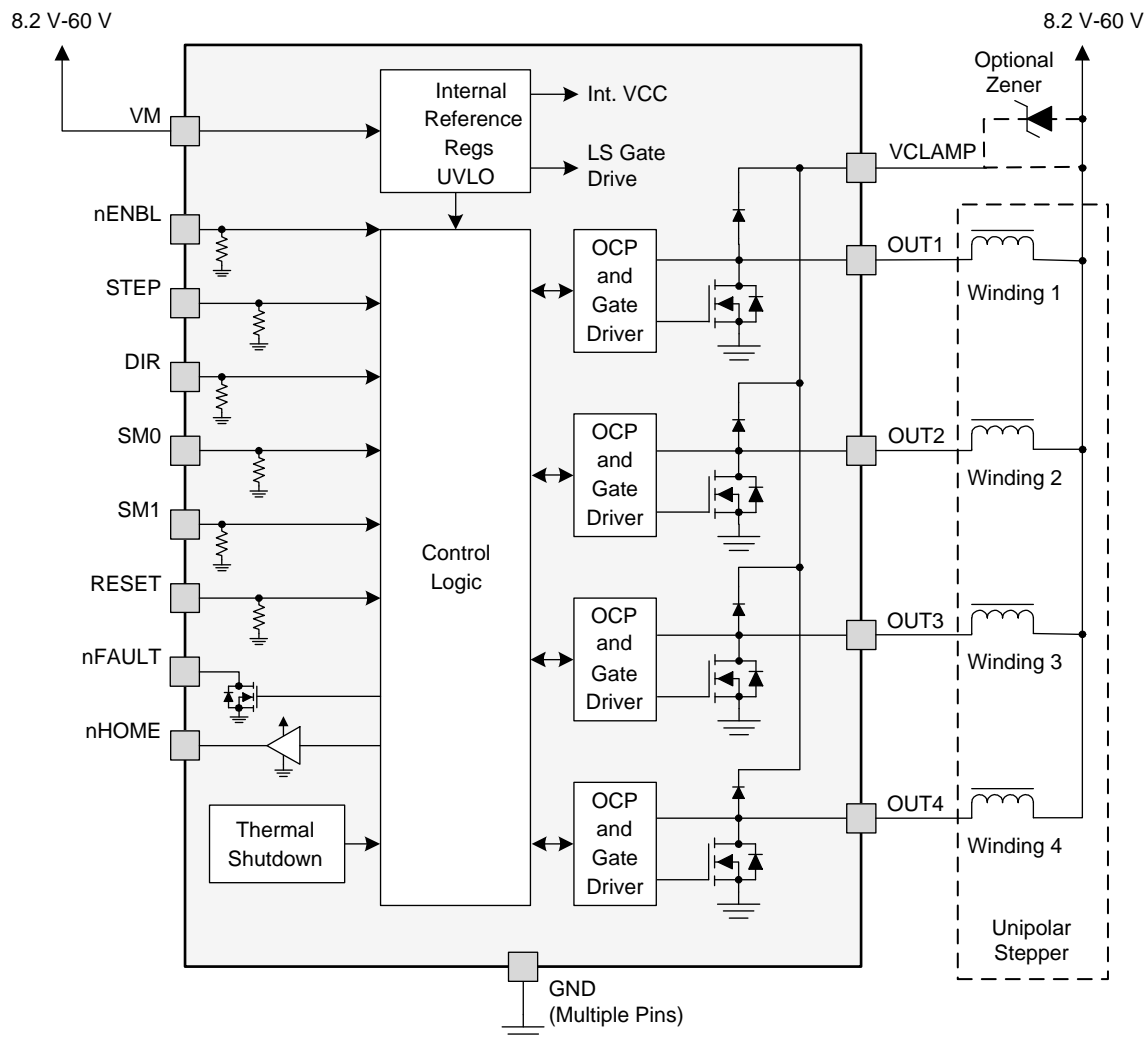 8.2 V-60 V
8.2 V-60 V
Optional
Zener
VM
Internal
Reference
Regs
UVLO
Int. VCC
LS Gate
Drive
VCLAMP
nENBL
STEP
DIR
SM0
SM1
RESET
nFAULT
nHOME
Control
Logic
Thermal
Shutdown
OCP
and
Gate
Driver
OUT1
Winding 1
OCP
and
Gate
Driver
OUT2
Winding 2
OCP
and
Gate
Driver
OUT3
Winding 3
OCP
and
Gate
Driver
OUT4
Winding 4
Unipolar
Stepper
GND
(Multiple Pins)